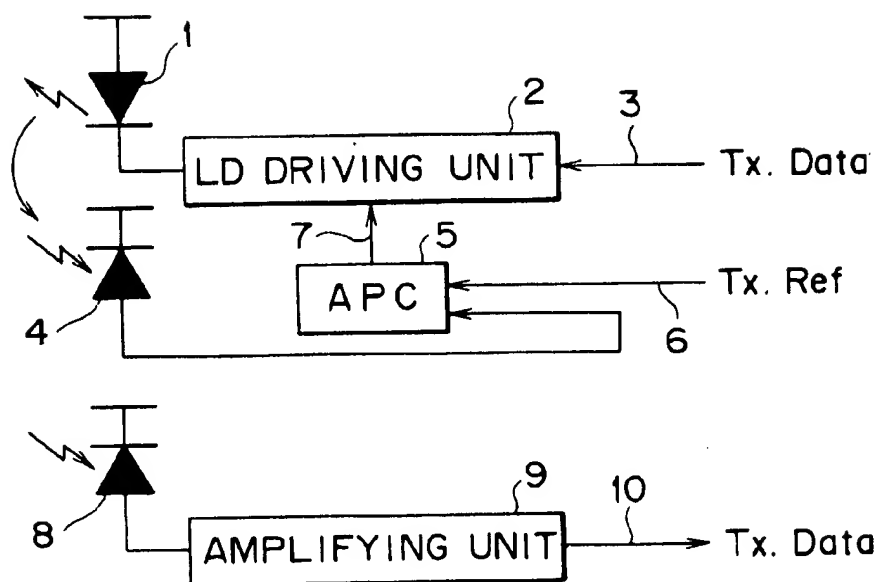 1
2
3
LD DRIVING UNIT
Tx. Data
7
5
APC
Tx. Ref
4
6
9
10
8
AMPLIFYING UNIT
Tx. Data